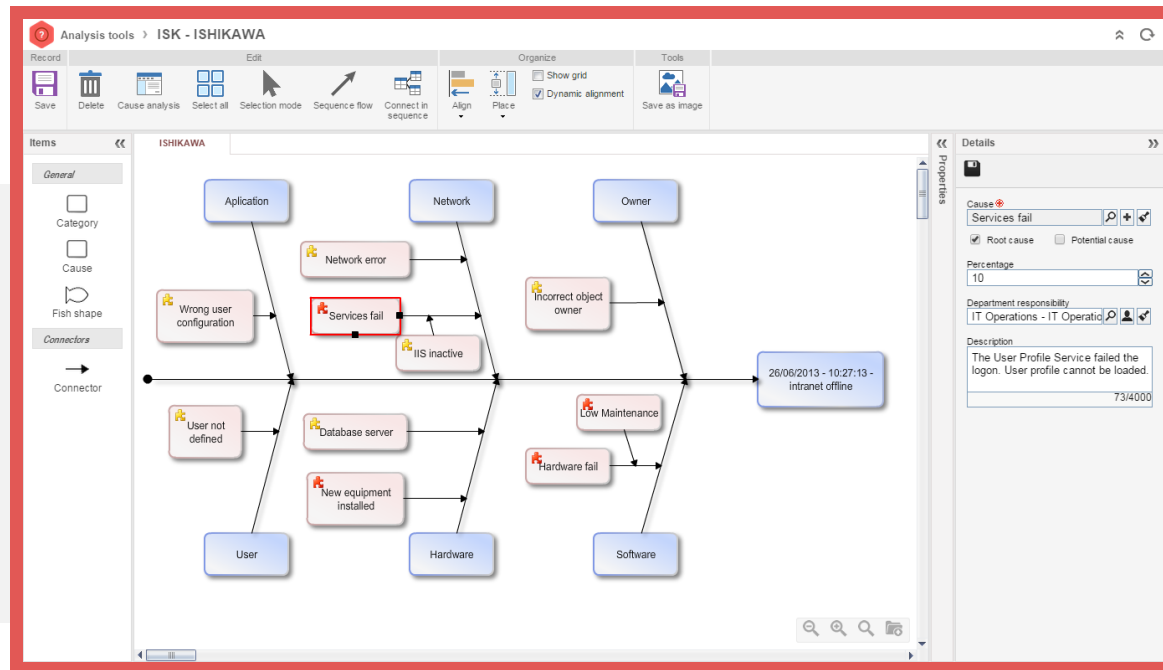 Analysis tools > ISK - ISHIKAWA
Record
Edit
Organize
Tools
Save
Delete
Cause analysis
Select all
Selection mode
Sequence flow
Connect in
sequence
Align
Place
Show grid
Dynamic alignment
Save as image
Items
General
Category
Cause
Fish shape
Connectors
Connector
ISHIKAWA
Aplication
Network
Owner
Network error
Wrong user
configuration
Services fail
IIS inactive
Incorrect object
owner
26/06/2013 - 10:27:13 -
intranet offline
User not
defined
Database server
New equipment
installed
Low Maintenance
Hardware fail
User
Hardware
Software
Properties
Details
Cause
Services fail
Root cause
Potential cause
Percentage
10
Department responsibility
IT Operations - IT Operatic
Description
The User Profile Service failed the
logon. User profile cannot be loaded.
73/4000